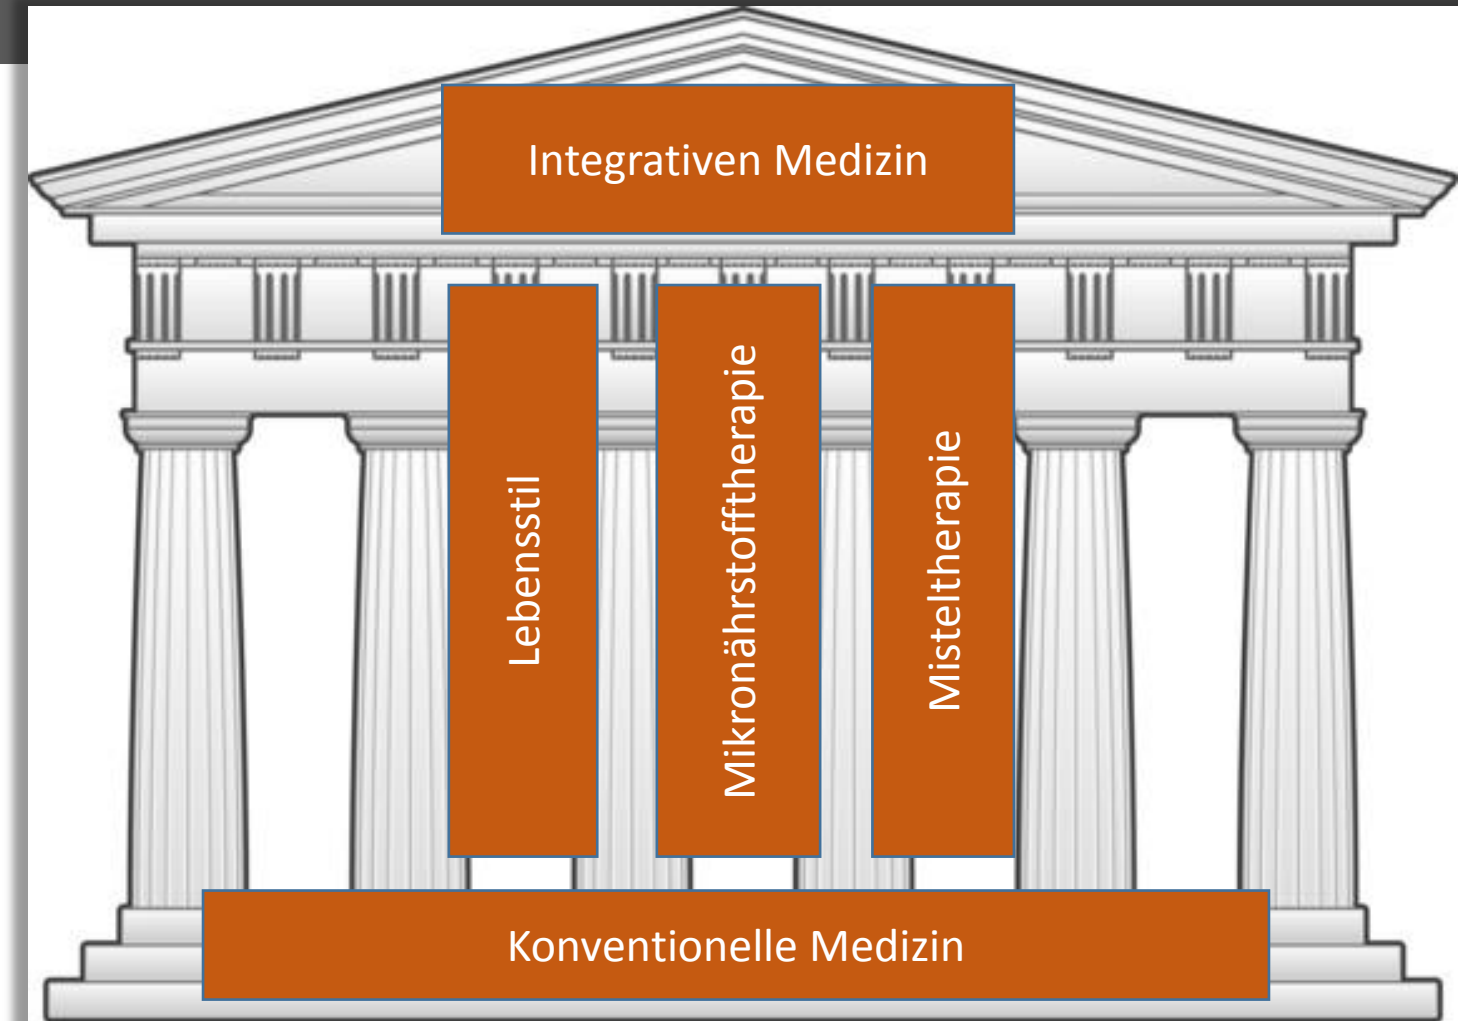 Integrativen Medizin
Lebensstil
Mikronährstofftherapie
Misteltherapie
Konventionelle Medizin